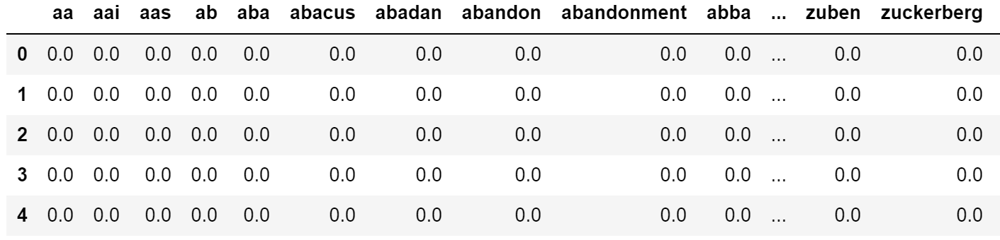 aa aai aas ab aba abacus abadan abandon abandonment abba ... zuben zuckerberg
0 0.0 0.0 0.0 0.0 0.0 0.0 0.0 0.0 0.0 0.0 ... 0.0 0.0
1 0.0 0.0 0.0 0.0 0.0 0.0 0.0 0.0 0.0 0.0 ... 0.0 0.0
2 0.0 0.0 0.0 0.0 0.0 0.0 0.0 0.0 0.0 0.0 ... 0.0 0.0
3 0.0 0.0 0.0 0.0 0.0 0.0 0.0 0.0 0.0 0.0 ... 0.0 0.0
4 0.0 0.0 0.0 0.0 0.0 0.0 0.0 0.0 0.0 0.0 ... 0.0 0.0